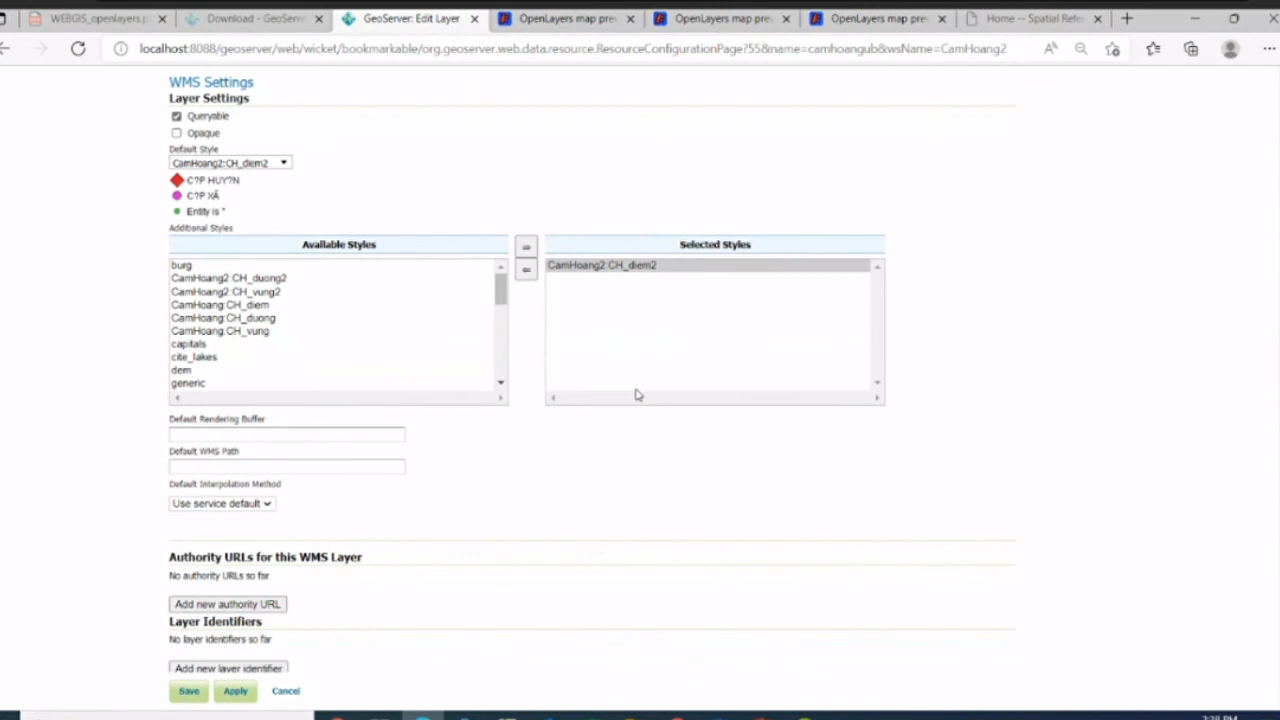 WEBGIS_openlayers.p
Download - GeoServe
GeoServer: Edit Layer
OpenLayers map prev
OpenLayers map prev
OpenLayers map prev
Home -- Spatial Refe
localhost:8088/geoserver/web/wicket/bookmarkable/org.geoserver.web.data.resource.ResourceConfigurationPage?55&name=camhoangub&wsName=CamHoang2
WMS Settings
Layer Settings
Queryable
Opaque
Default Style
CamHoang2:CH_diem2
C?P HUY?N
C?P XÃ
Entity is ''
Additional Styles
Available Styles
Selected Styles
burg
CamHoang2:CH_duong2
CamHoang2:CH_vung2
CamHoang:CH_diem
CamHoang:CH_duong
CamHoang:CH_vung
capitals
cite_lakes
dem
generic
CamHoang2:CH_diem2
Default Rendering Buffer
Default WMS Path
Default Interpolation Method
Use service default
Authority URLs for this WMS Layer
No authority URLs so far
Add new authority URL
Layer Identifiers
No layer identifiers so far
Add new layer identifier
Save
Apply
Cancel